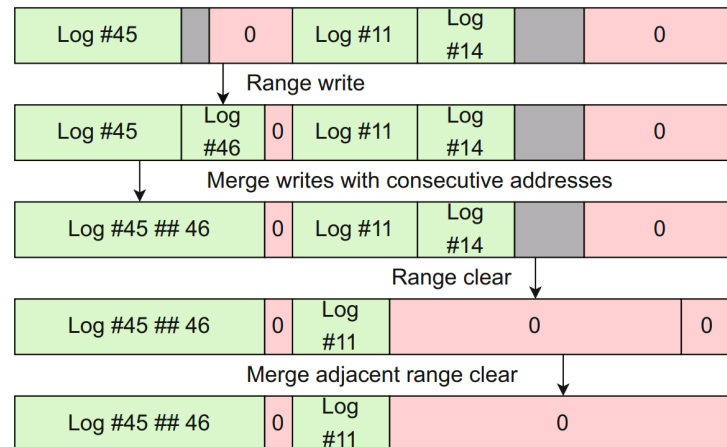 Log #45 0 Log #11 Log #14 0
Range write
Log #45 Log #46 0 Log #11 Log #14 0
Merge writes with consecutive addresses
Log #45 ## 46 0 Log #11 Log #14 0
Range clear
Log #45 ## 46 0 Log #11 0 0
Merge adjacent range clear
Log #45 ## 46 0 Log #11 0